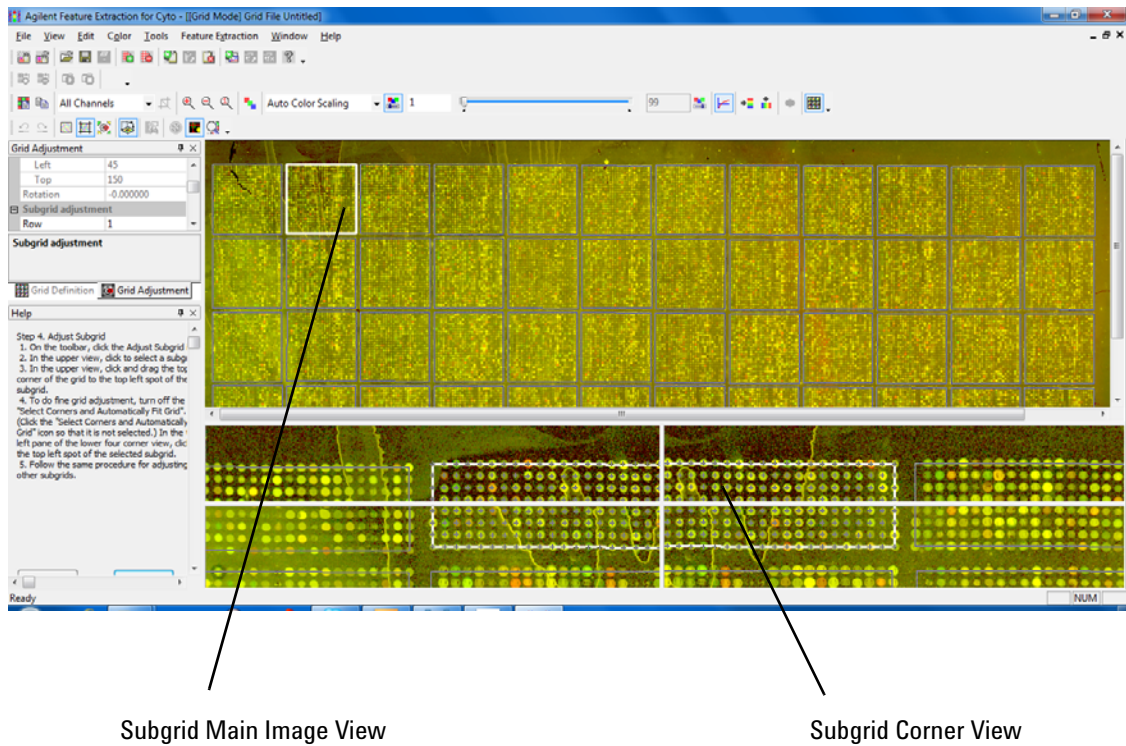 Agilent Feature Extraction for Cyto - [[Grid Mode] Grid File Untitled]
File View Edit Color Tools Feature Extraction Window Help
All Channels Auto Color Scaling 1 99
Grid Adjustment
Left 45
Top 150
Rotation -0.000000
Subgrid adjustment
Row 1
Subgrid adjustment
Grid Definition Grid Adjustment
Help
Step 4. Adjust Subgrid
1. On the toolbar, click the Adjust Subgrid
2. In the upper view, click to select a subg
3. In the upper view, click and drag the top
corner of the grid to the top left spot of the
subgrid.
4. To do fine grid adjustment, turn off the
"Select Corners and Automatically Fit Grid".
(Click the "Select Corners and Automatically
Grid" icon so that it is not selected.) In the
left pane of the lower four corner view, clic
the top left spot of the selected subgrid.
5. Follow the same procedure for adjusting
other subgrids.
Ready NUM
Subgrid Main Image View Subgrid Corner View